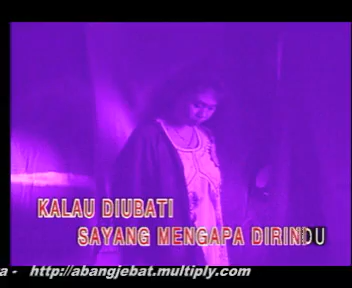 KALAU DIUBATI
SAYANG MENGAPA DIRINDU
a - http://abangjebat.multiply.com